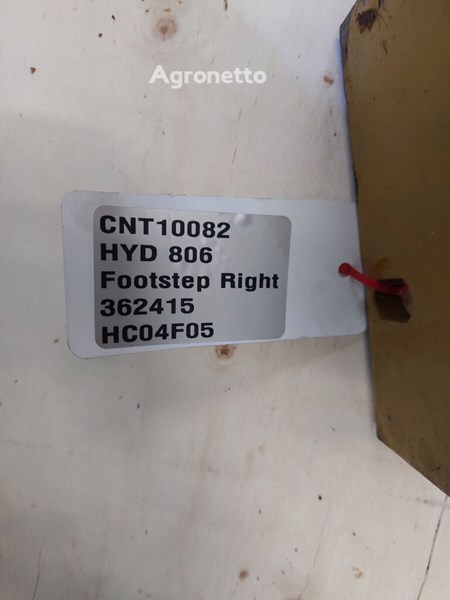 Agronetto
CNT10082
HYD 806
Footstep Right
362415
HC04F05